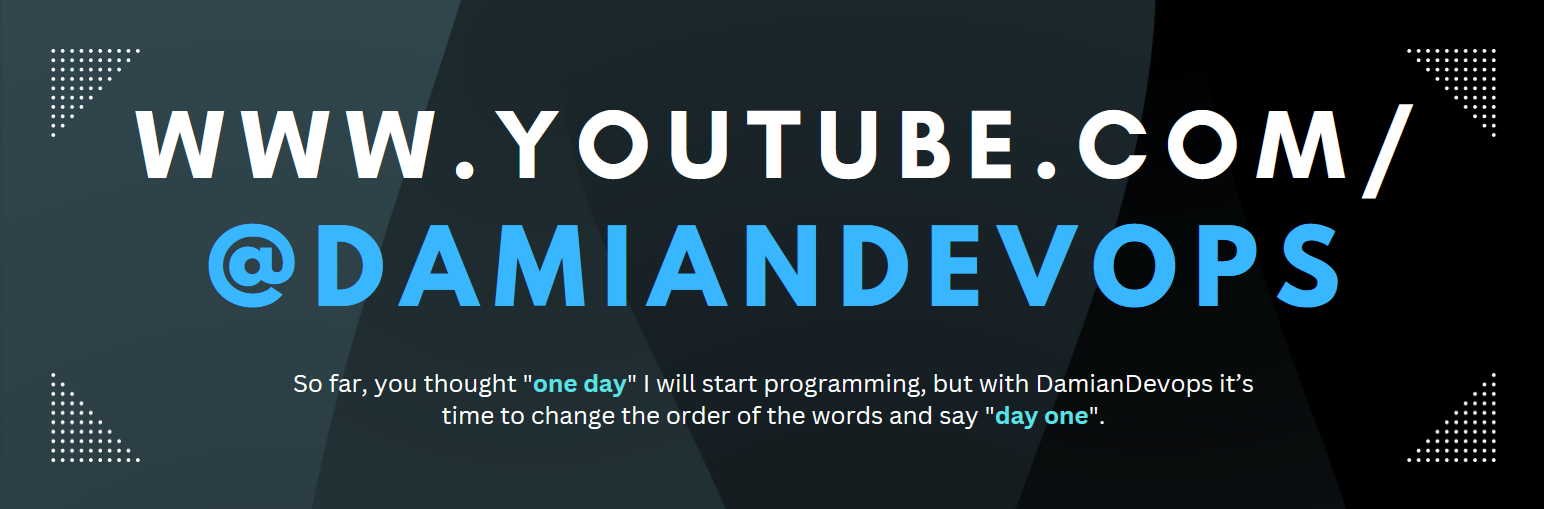 WWW.YOUTUBE.COM/
@DAMIANDEVOPS
So far, you thought "one day" I will start programming, but with DamianDevops it’s
time to change the order of the words and say "day one".